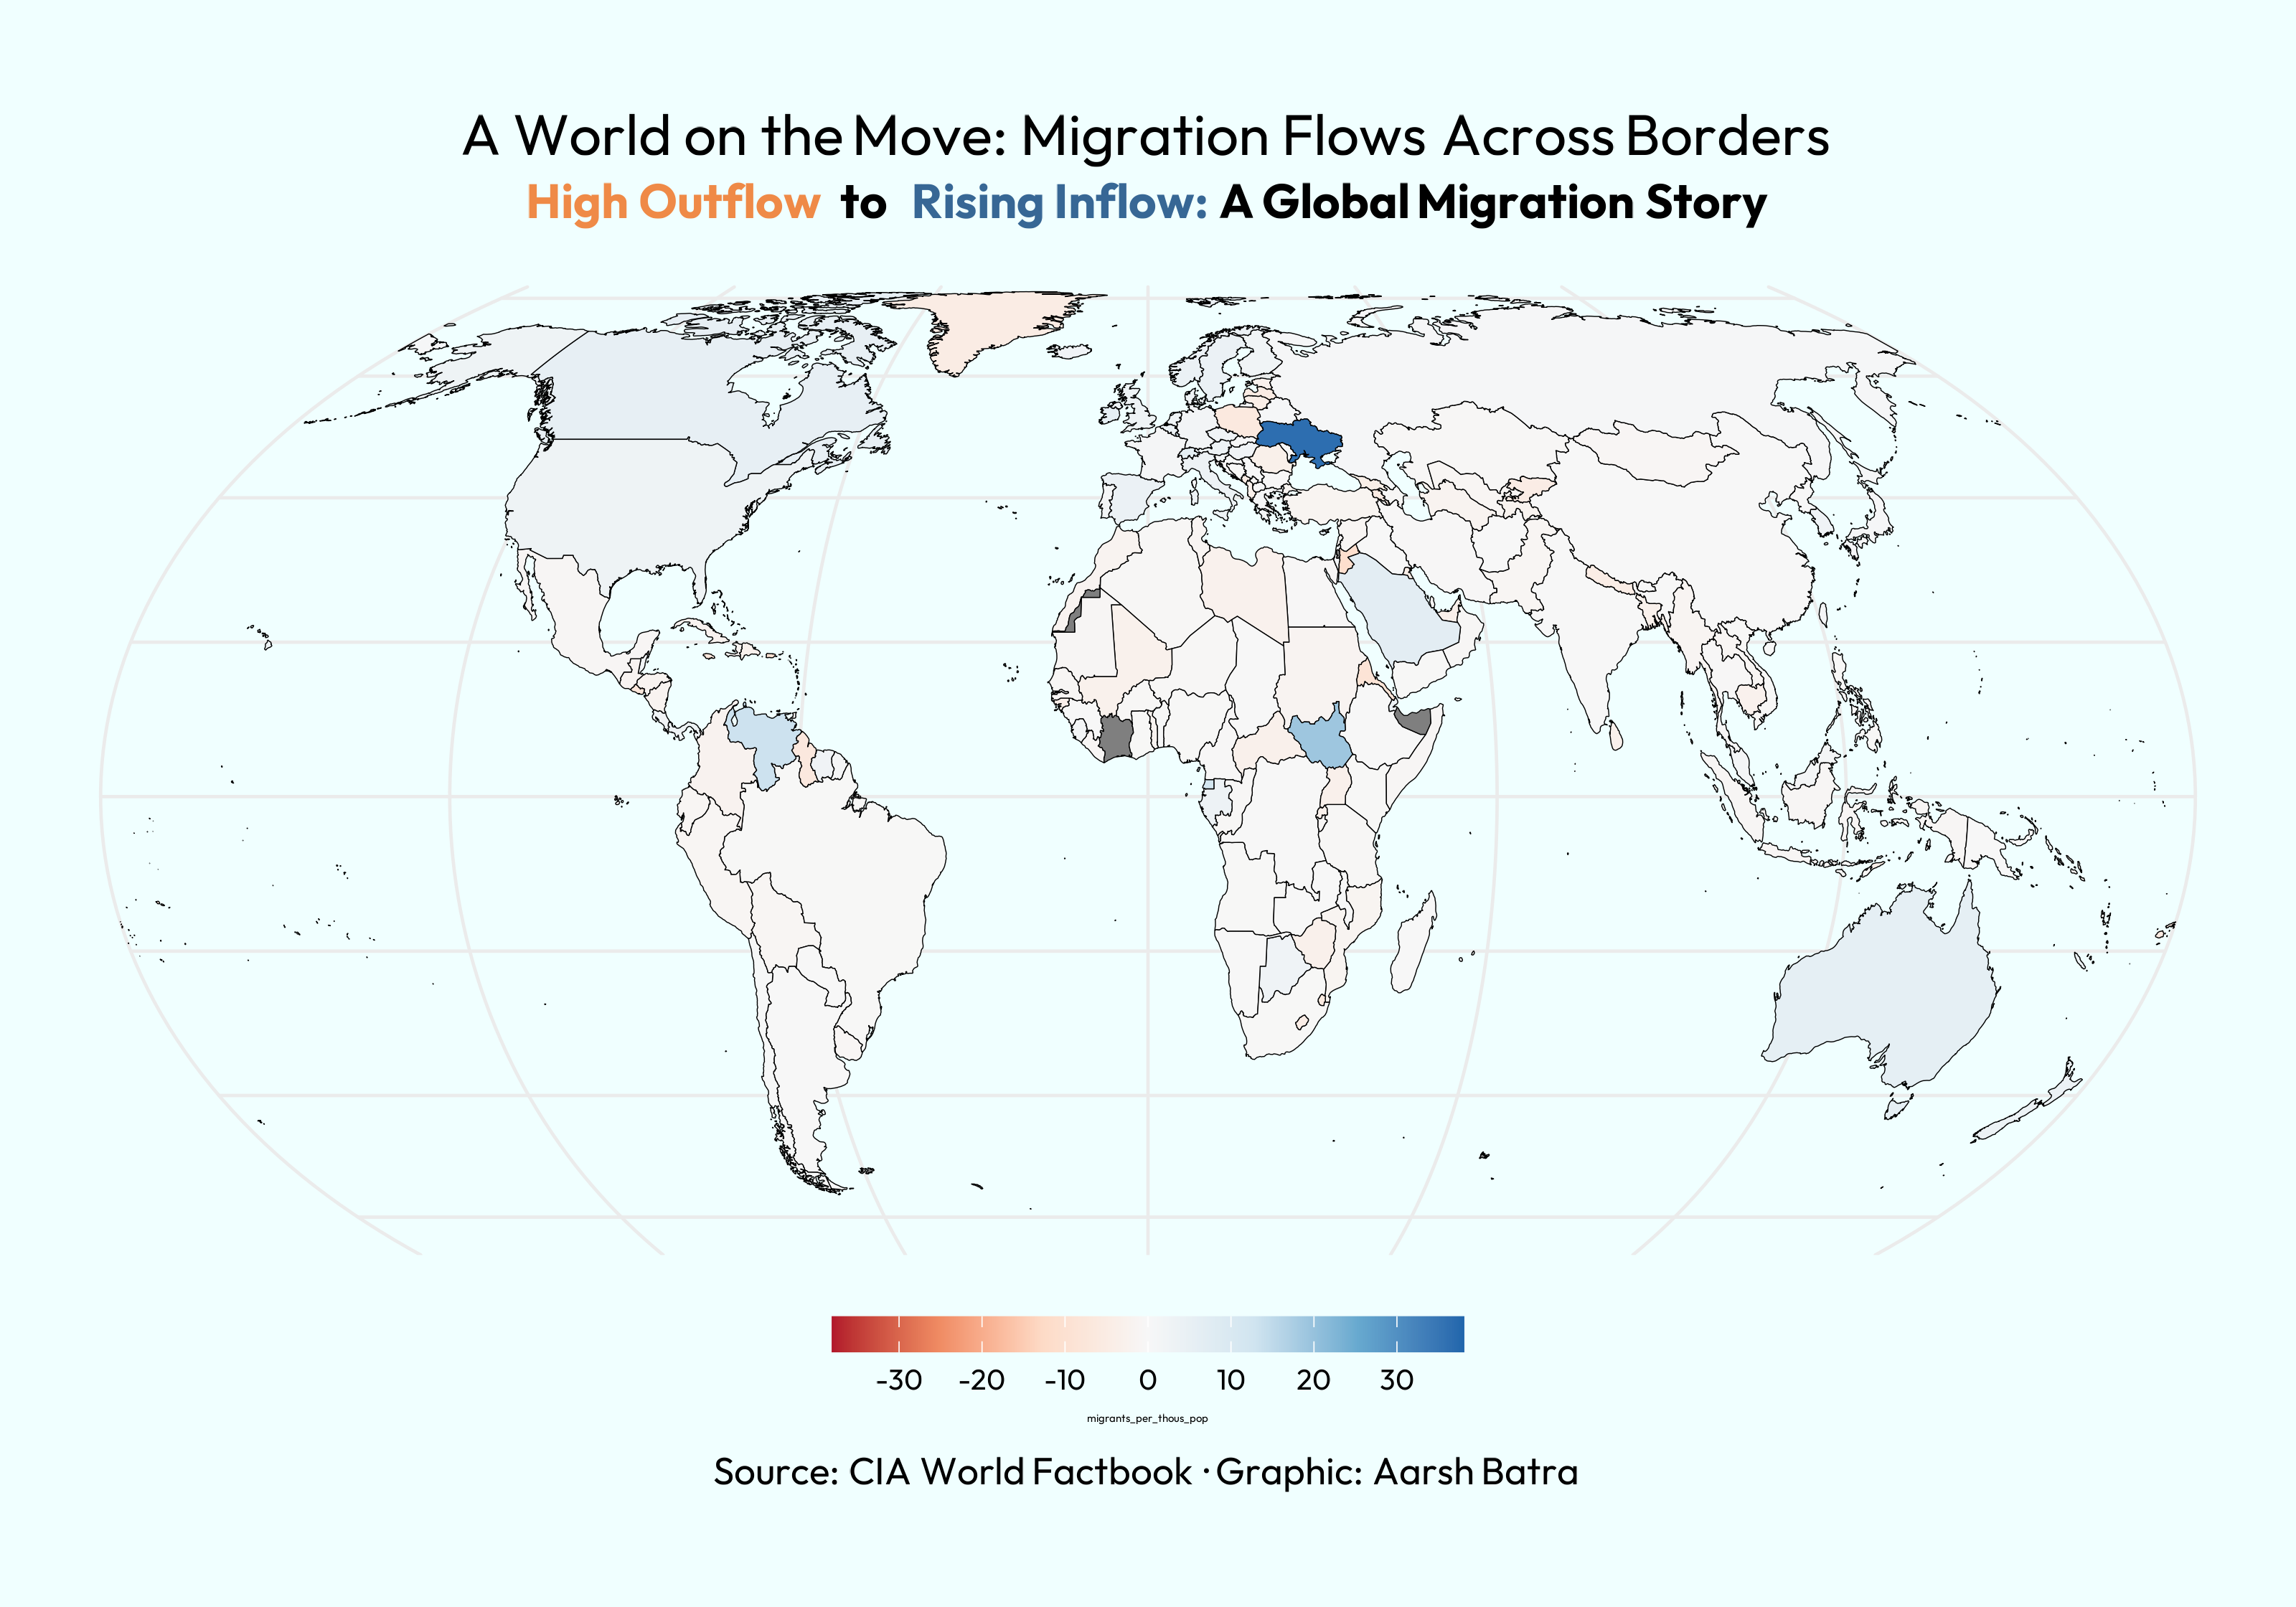 A World on the Move: Migration Flows Across Borders
High Outflow to Rising Inflow: A Global Migration Story
-30 -20 -10 0 10 20 30
migrants_per_thous_pop
Source: CIA World Factbook · Graphic: Aarsh Batra